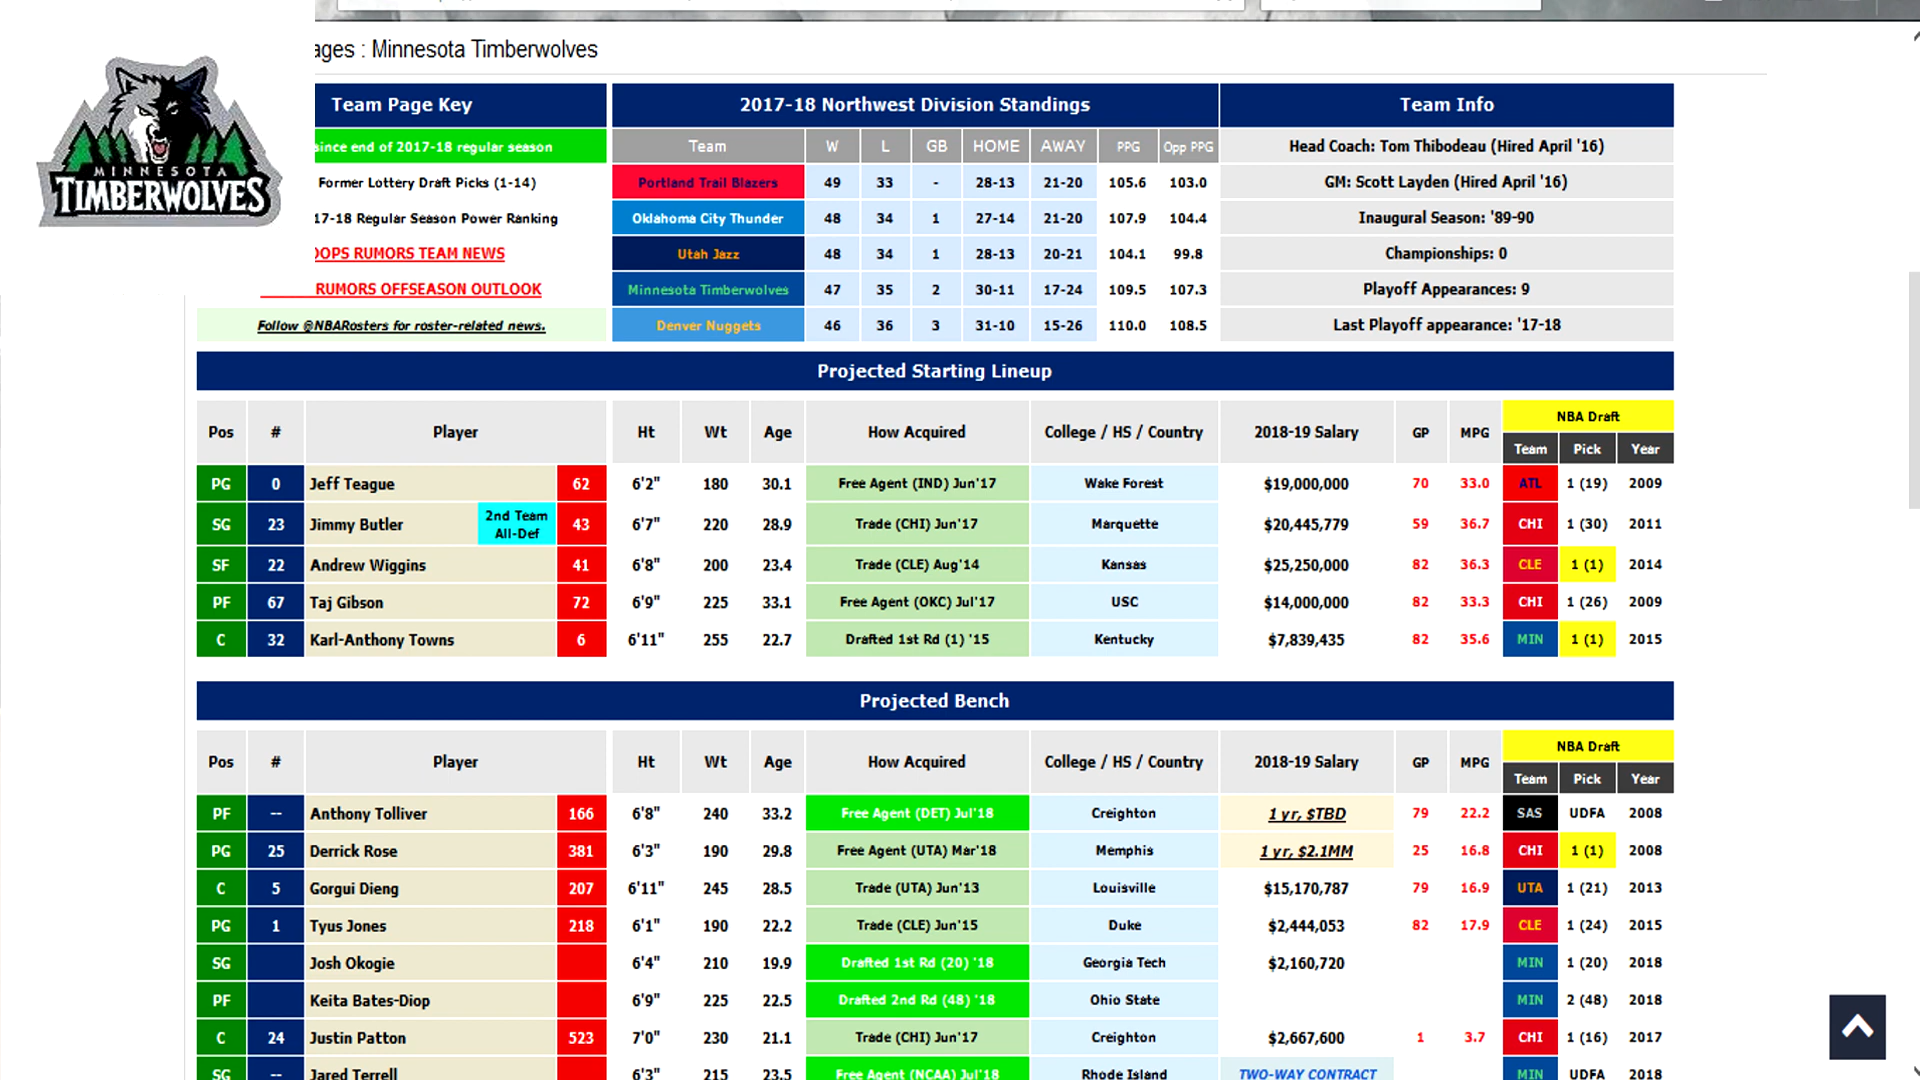 ages : Minnesota Timberwolves
MINNESOTA
TIMBERWOLVES
Team Page Key
since end of 2017-18 regular season
Former Lottery Draft Picks (1-14)
17-18 Regular Season Power Ranking
OOPS RUMORS TEAM NEWS
RUMORS OFFSEASON OUTLOOK
Follow @NBARosters for roster-related news.
2017-18 Northwest Division Standings
Team W L GB HOME AWAY PPG Opp PPG
Portland Trail Blazers 49 33 - 28-13 21-20 105.6 103.0
Oklahoma City Thunder 48 34 1 27-14 21-20 107.9 104.4
Utah Jazz 48 34 1 28-13 20-21 104.1 99.8
Minnesota Timberwolves 47 35 2 30-11 17-24 109.5 107.3
Denver Nuggets 46 36 3 31-10 15-26 110.0 108.5
Team Info
Head Coach: Tom Thibodeau (Hired April '16)
GM: Scott Layden (Hired April '16)
Inaugural Season: '89-90
Championships: 0
Playoff Appearances: 9
Last Playoff appearance: '17-18
Projected Starting Lineup
Pos # Player Ht Wt Age How Acquired College / HS / Country 2018-19 Salary GP MPG NBA Draft
Team Pick Year
PG 0 Jeff Teague 62 6'2" 180 30.1 Free Agent (IND) Jun'17 Wake Forest $19,000,000 70 33.0 ATL 1 (19) 2009
SG 23 Jimmy Butler 2nd Team All-Def 43 6'7" 220 28.9 Trade (CHI) Jun'17 Marquette $20,445,779 59 36.7 CHI 1 (30) 2011
SF 22 Andrew Wiggins 41 6'8" 200 23.4 Trade (CLE) Aug'14 Kansas $25,250,000 82 36.3 CLE 1 (1) 2014
PF 67 Taj Gibson 72 6'9" 225 33.1 Free Agent (OKC) Jul'17 USC $14,000,000 82 33.3 CHI 1 (26) 2009
C 32 Karl-Anthony Towns 6 6'11" 255 22.7 Drafted 1st Rd (1) '15 Kentucky $7,839,435 82 35.6 MIN 1 (1) 2015
Projected Bench
Pos # Player Ht Wt Age How Acquired College / HS / Country 2018-19 Salary GP MPG NBA Draft
Team Pick Year
PF -- Anthony Tolliver 166 6'8" 240 33.2 Free Agent (DET) Jul'18 Creighton 1 yr, $TBD 79 22.2 SAS UDFA 2008
PG 25 Derrick Rose 381 6'3" 190 29.8 Free Agent (UTA) Mar'18 Memphis 1 yr, $2.1MM 25 16.8 CHI 1 (1) 2008
C 5 Gorgui Dieng 207 6'11" 245 28.5 Trade (UTA) Jun'13 Louisville $15,170,787 79 16.9 UTA 1 (21) 2013
PG 1 Tyus Jones 218 6'1" 190 22.2 Trade (CLE) Jun'15 Duke $2,444,053 82 17.9 CLE 1 (24) 2015
SG Josh Okogie 6'4" 210 19.9 Drafted 1st Rd (20) '18 Georgia Tech $2,160,720 MIN 1 (20) 2018
PF Keita Bates-Diop 6'9" 225 22.5 Drafted 2nd Rd (48) '18 Ohio State MIN 2 (48) 2018
C 24 Justin Patton 523 7'0" 230 21.1 Trade (CHI) Jun'17 Creighton $2,667,600 1 3.7 CHI 1 (16) 2017
SG -- Jared Terrell 6'3" 215 23.5 Free Agent (NCAA) Jul'18 Rhode Island TWO-WAY CONTRACT MIN UDFA 2018